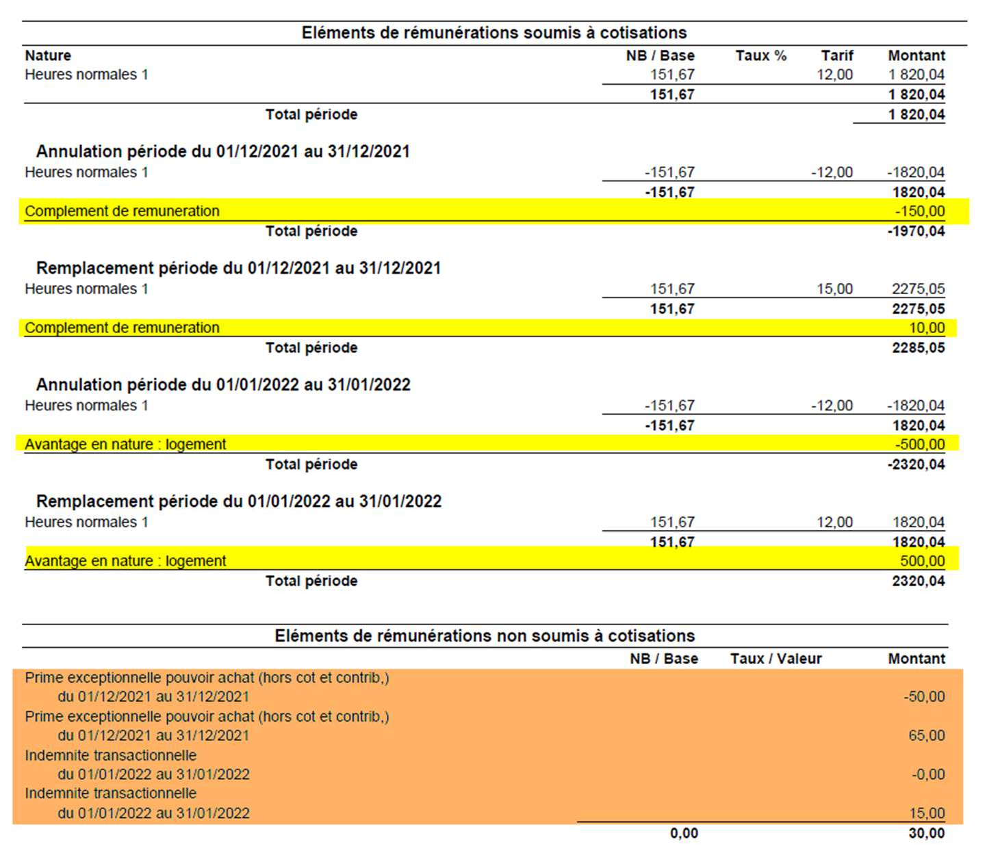 Eléments de rémunérations soumis à cotisations
Nature NB / Base Taux % Tarif Montant
Heures normales 1 151,67 12,00 1 820,04
151,67 1 820,04
Total période 1 820,04
Annulation période du 01/12/2021 au 31/12/2021
Heures normales 1 -151,67 -12,00 -1820,04
-151,67 1820,04
Complement de remuneration -150,00
Total période -1970,04
Remplacement période du 01/12/2021 au 31/12/2021
Heures normales 1 151,67 15,00 2275,05
151,67 2275,05
Complement de remuneration 10,00
Total période 2285,05
Annulation période du 01/01/2022 au 31/01/2022
Heures normales 1 -151,67 -12,00 -1820,04
-151,67 1820,04
Avantage en nature : logement -500,00
Total période -2320,04
Remplacement période du 01/01/2022 au 31/01/2022
Heures normales 1 151,67 12,00 1820,04
151,67 1820,04
Avantage en nature : logement 500,00
Total période 2320,04
Eléments de rémunérations non soumis à cotisations
NB / Base Taux / Valeur Montant
Prime exceptionnelle pouvoir achat (hors cot et contrib,)
du 01/12/2021 au 31/12/2021 -50,00
Prime exceptionnelle pouvoir achat (hors cot et contrib,)
du 01/12/2021 au 31/12/2021 65,00
Indemnite transactionnelle
du 01/01/2022 au 31/01/2022 -0,00
Indemnite transactionnelle
du 01/01/2022 au 31/01/2022 15,00
0,00 30,00